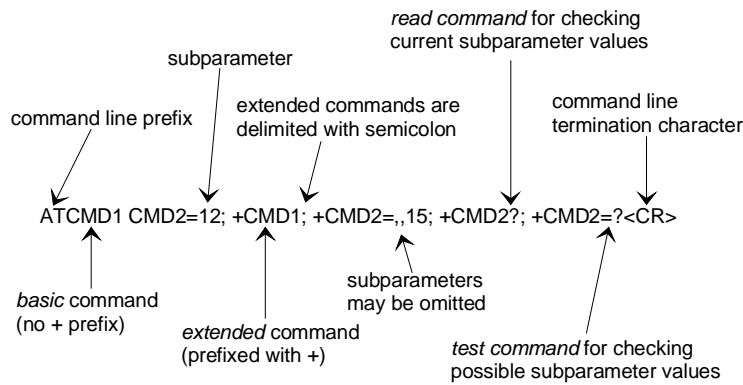 read command for checking
current subparameter values
subparameter
extended commands are
delimited with semicolon
command line
termination character
command line prefix
ATCMD1 CMD2=12; +CMD1; +CMD2=,,15; +CMD2?; +CMD2=?<CR>
basic command
(no + prefix)
extended command
(prefixed with +)
subparameters
may be omitted
test command for checking
possible subparameter values